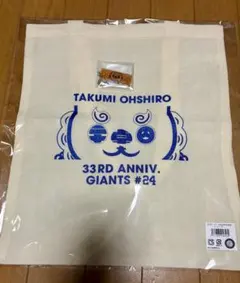 TAKUMI OHSHIRO
33RD ANNIV.
GIANTS #24